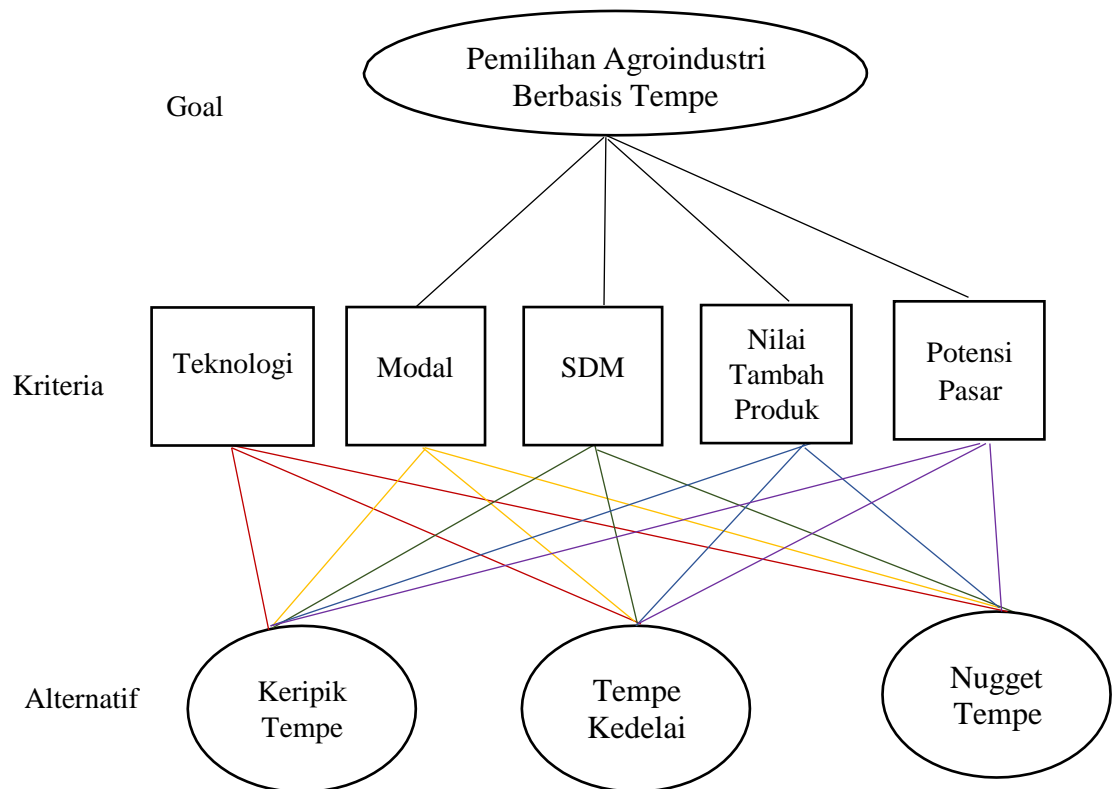 Pemilihan Agroindustri
Berbasis Tempe
Goal
Kriteria
Teknologi
Modal
SDM
Nilai
Tambah
Produk
Potensi
Pasar
Alternatif
Keripik
Tempe
Tempe
Kedelai
Nugget
Tempe